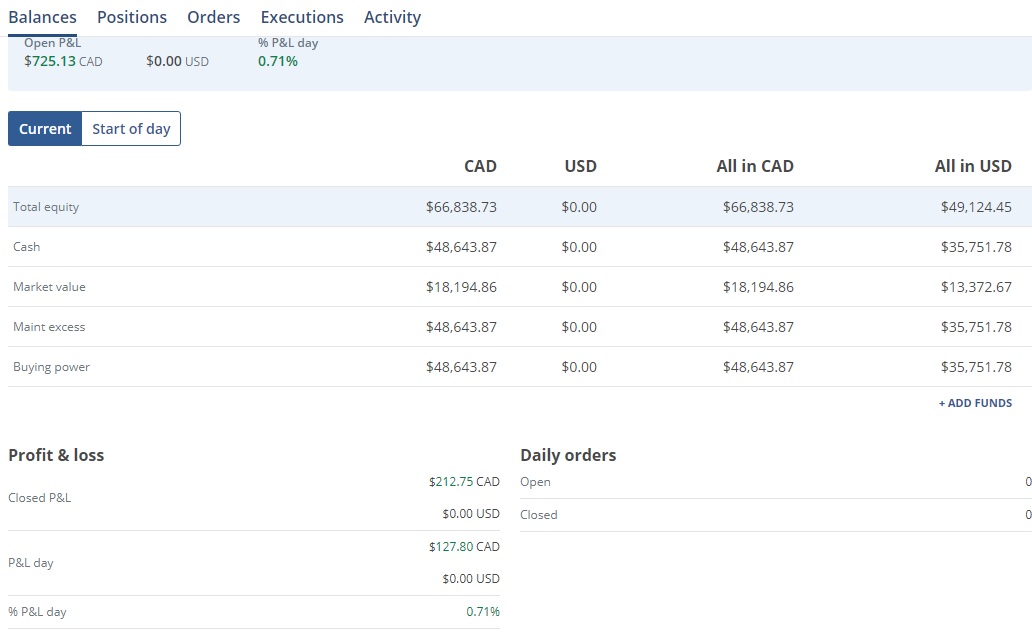 Balances Positions Orders Executions Activity
Open P&L % P&L day
$725.13 CAD $0.00 USD 0.71%
Current Start of day
CAD USD All in CAD All in USD
Total equity $66,838.73 $0.00 $66,838.73 $49,124.45
Cash $48,643.87 $0.00 $48,643.87 $35,751.78
Market value $18,194.86 $0.00 $18,194.86 $13,372.67
Maint excess $48,643.87 $0.00 $48,643.87 $35,751.78
Buying power $48,643.87 $0.00 $48,643.87 $35,751.78
+ ADD FUNDS
Profit & loss
Closed P&L
$212.75 CAD
$0.00 USD
P&L day
$127.80 CAD
$0.00 USD
% P&L day 0.71%
Daily orders
Open 0
Closed 0